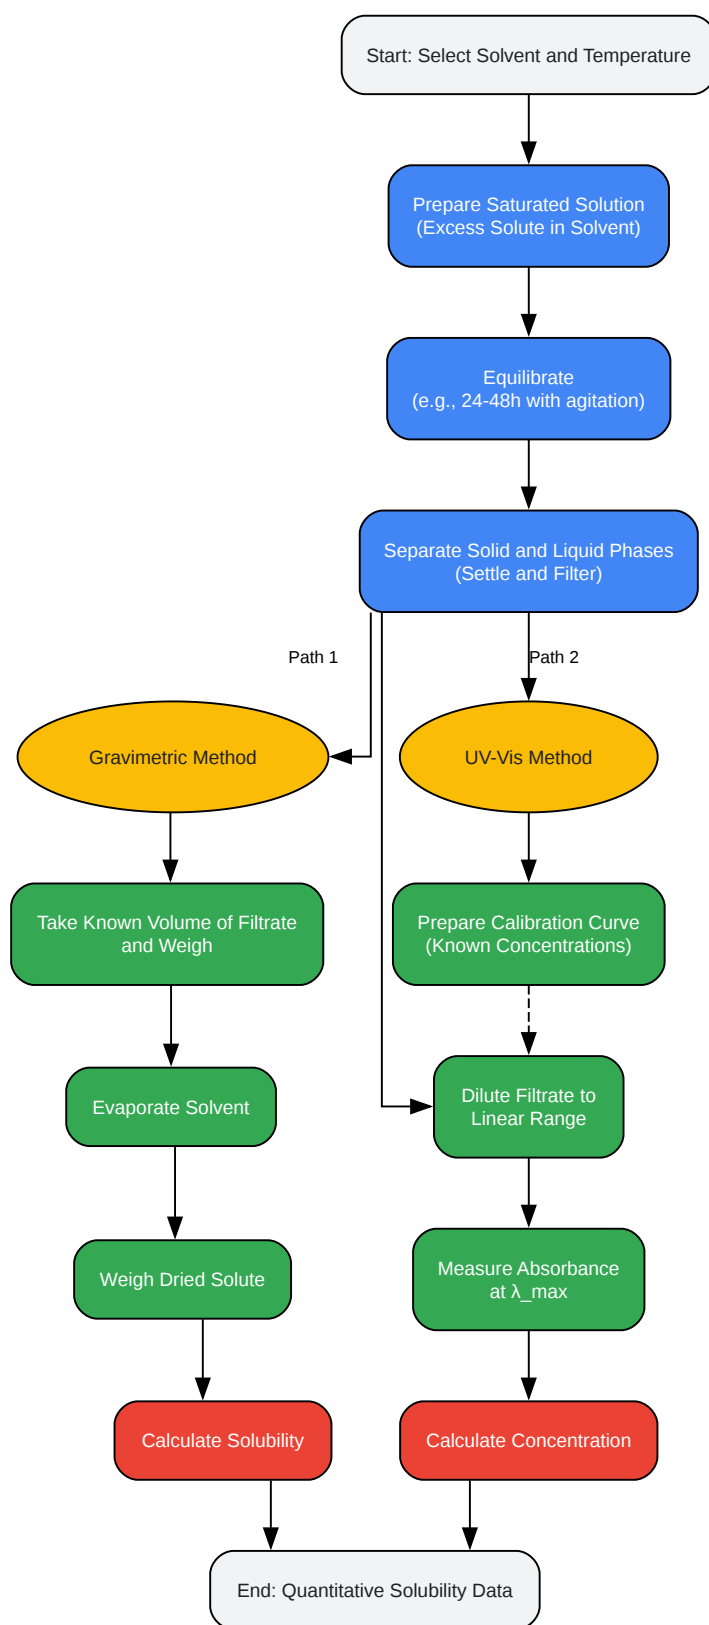 Start: Select Solvent and Temperature
Prepare Saturated Solution
(Excess Solute in Solvent)
Equilibrate
(e.g., 24-48h with agitation)
Separate Solid and Liquid Phases
(Settle and Filter)
Path 1
Path 2
Gravimetric Method
UV-Vis Method
Take Known Volume of Filtrate
and Weigh
Prepare Calibration Curve
(Known Concentrations)
Evaporate Solvent
Dilute Filtrate to
Linear Range
Weigh Dried Solute
Measure Absorbance
at λ_max
Calculate Solubility
Calculate Concentration
End: Quantitative Solubility Data